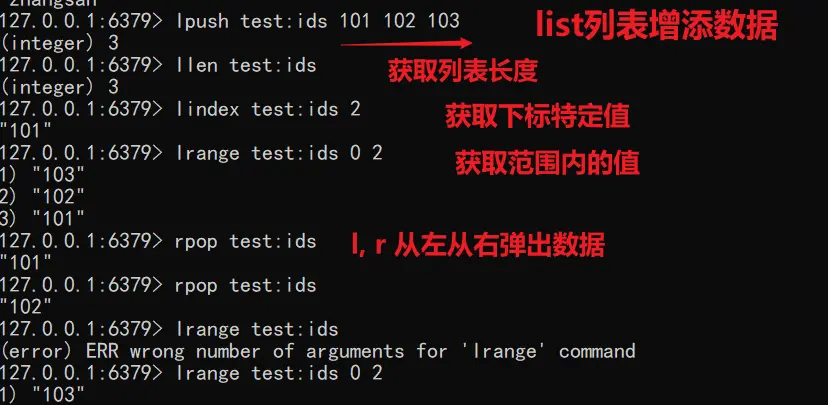 zhangsan
127.0.0.1:6379> lpush test:ids 101 102 103
list列表增添数据
(integer) 3
127.0.0.1:6379> llen test:ids
获取列表长度
(integer) 3
127.0.0.1:6379> lindex test:ids 2
获取下标特定值
"101"
127.0.0.1:6379> lrange test:ids 0 2
获取范围内的值
1) "103"
2) "102"
3) "101"
127.0.0.1:6379> rpop test:ids
l, r 从左从右弹出数据
"101"
127.0.0.1:6379> rpop test:ids
"102"
127.0.0.1:6379> lrange test:ids
(error) ERR wrong number of arguments for 'lrange' command
127.0.0.1:6379> lrange test:ids 0 2
1) "103"